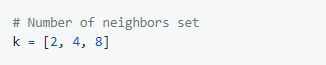 # Number of neighbors set
k = [2, 4, 8]